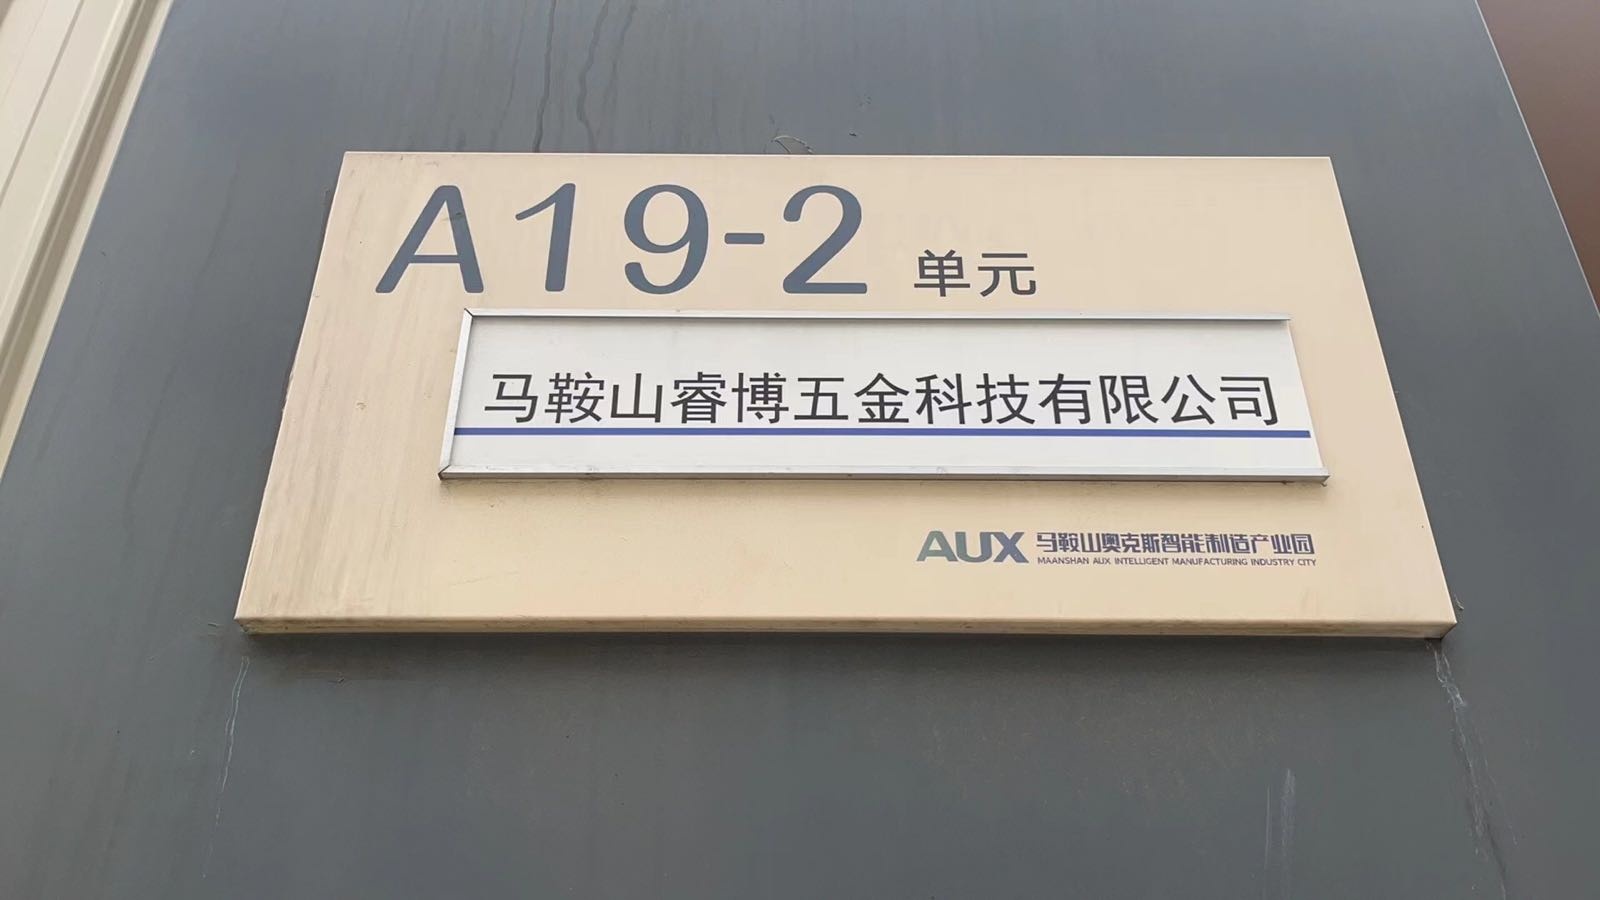 A19-2 单元
马鞍山睿博五金科技有限公司
AUX 马鞍山奥克斯智能制造产业园
MAANSHAN AUX INTELLIGENT MANUFACTURING INDUSTRY CITY